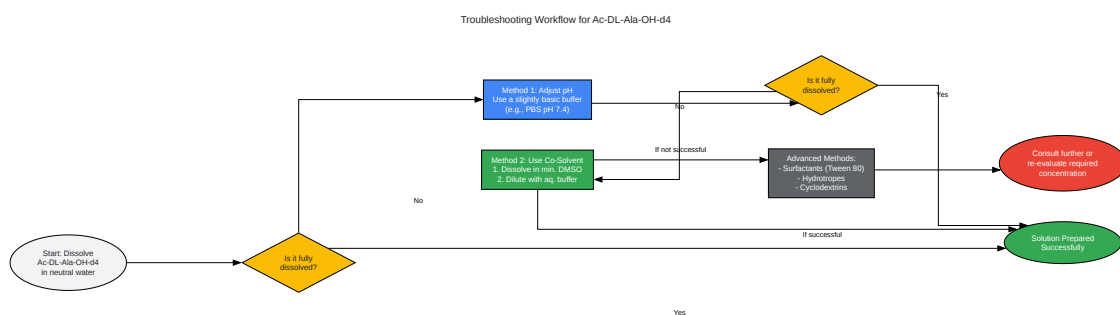 Troubleshooting Workflow for Ac-DL-Ala-OH-d4
Is it fully
dissolved?
Method 1: Adjust pH
Use a slightly basic buffer
(e.g., PBS pH 7.4)
Yes
No
If not successful
Method 2: Use Co-Solvent
1. Dissolve in min. DMSO
2. Dilute with aq. buffer
Advanced Methods:
- Surfactants (Tween 80)
- Hydrotropes
- Cyclodextrins
Consult further or
re-evaluate required
concentration
No
If successful
Solution Prepared
Successfully
Start: Dissolve
Ac-DL-Ala-OH-d4
in neutral water
Is it fully
dissolved?
Yes